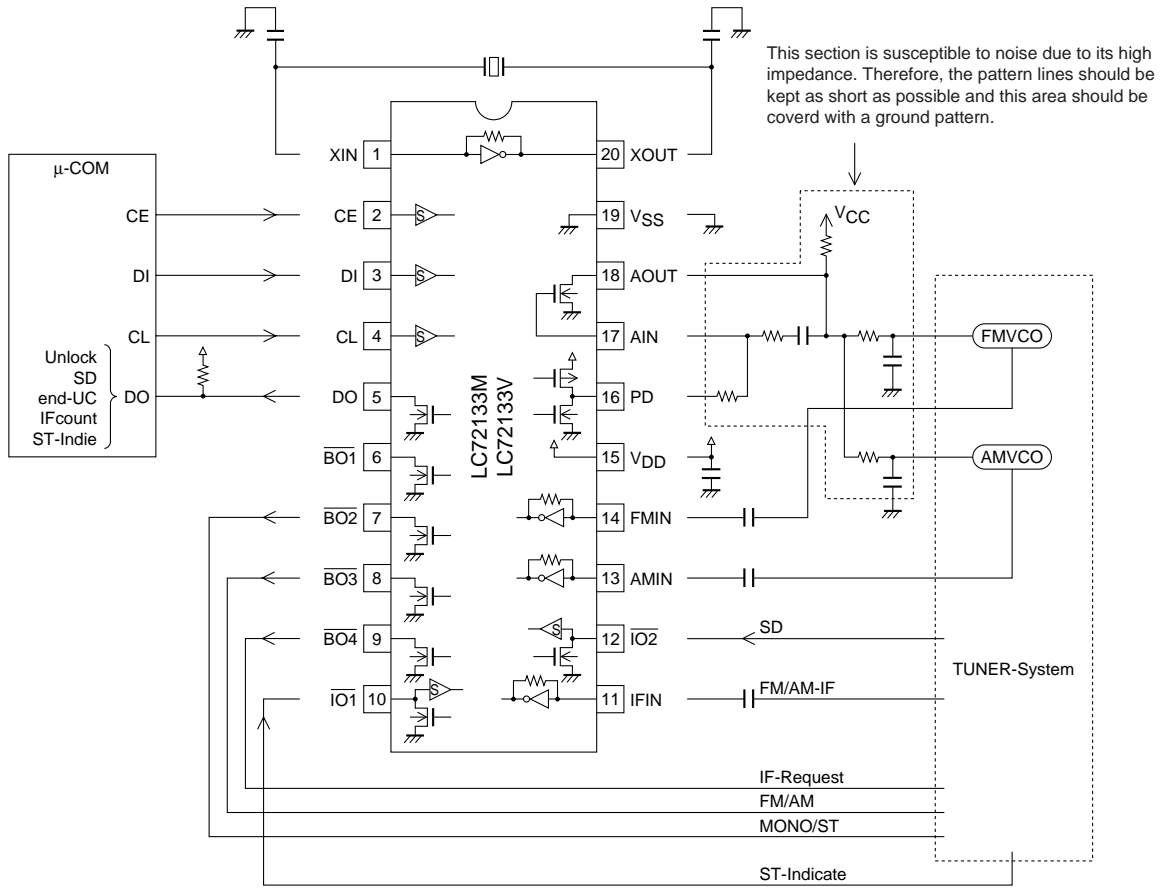 This section is susceptible to noise due to its high
impedance. Therefore, the pattern lines should be
kept as short as possible and this area should be
coverd with a ground pattern.
μ-COM
CE
DI
CL
Unlock
SD
end-UC
IFcount
ST-Indie
DO
XIN 1
CE 2
DI 3
CL 4
DO 5
BO1 6
BO2 7
BO3 8
BO4 9
IO1 10
S
S
S
S
LC72133M
LC72133V
20 XOUT
19 VSS
18 AOUT
17 AIN
16 PD
15 VDD
14 FMIN
13 AMIN
12 IO2
11 IFIN
S
VCC
FMVCO
AMVCO
SD
FM/AM-IF
TUNER-System
IF-Request
FM/AM
MONO/ST
ST-Indicate